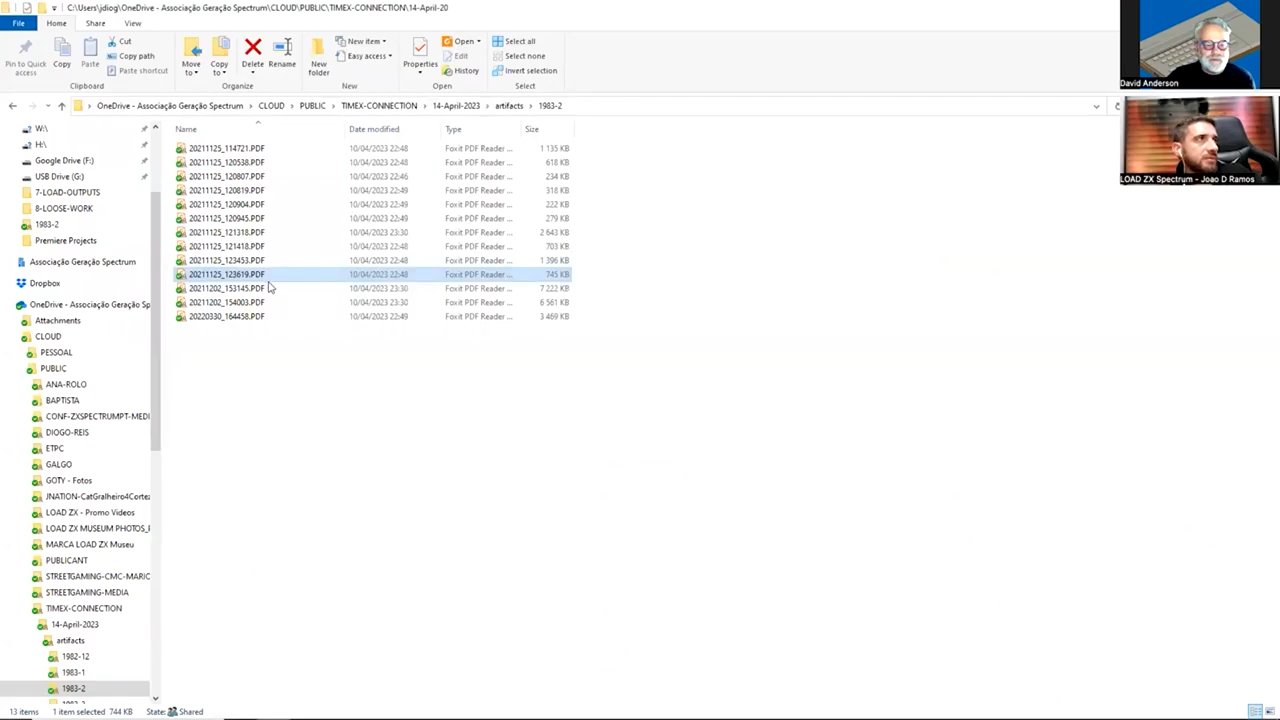 C:\Users\jdiog\OneDrive - Associação Geração Spectrum\CLOUD\PUBLIC\TIMEX-CONNECTION\14-April-20
File Home Share View
Pin to Quick access
Copy
Paste
Cut
Copy path
Paste shortcut
Move to
Copy to
Delete
Rename
New folder
New item
Easy access
Properties
Open
Edit
History
Select all
Select none
Invert selection
Clipboard Organize New Open Select
OneDrive - Associação Geração Spectrum > CLOUD > PUBLIC > TIMEX-CONNECTION > 14-April-2023 > artifacts > 1983-2
W:\
H:\
Google Drive (F:)
USB Drive (G:)
7-LOAD-OUTPUTS
8-LOOSE-WORK
1983-2
Premiere Projects
Associação Geração Spectrum
Dropbox
OneDrive - Associação Geração Sp
Attachments
CLOUD
PESSOAL
PUBLIC
ANA-ROLO
BAPTISTA
CONF-ZXSPECTRUMPT-MEDI
DIOGO-REIS
ETPC
GALGO
GOTY - Fotos
JNATION-CatGralheiro4Cortez
LOAD ZX - Promo Videos
LOAD ZX MUSEUM PHOTOS_F
MARCA LOAD ZX Museu
PUBLICANT
STREETGAMING-CMC-MARIC
STREETGAMING-MEDIA
TIMEX-CONNECTION
14-April-2023
artifacts
1982-12
1983-1
1983-2
Name Date modified Type Size
20211125_114721.PDF 10/04/2023 22:48 Foxit PDF Reader ... 1 135 KB
20211125_120538.PDF 10/04/2023 22:48 Foxit PDF Reader ... 618 KB
20211125_120807.PDF 10/04/2023 22:46 Foxit PDF Reader ... 234 KB
20211125_120819.PDF 10/04/2023 22:49 Foxit PDF Reader ... 318 KB
20211125_120904.PDF 10/04/2023 22:49 Foxit PDF Reader ... 222 KB
20211125_120945.PDF 10/04/2023 22:49 Foxit PDF Reader ... 279 KB
20211125_121318.PDF 10/04/2023 23:30 Foxit PDF Reader ... 2 643 KB
20211125_121418.PDF 10/04/2023 22:48 Foxit PDF Reader ... 703 KB
20211125_123453.PDF 10/04/2023 22:48 Foxit PDF Reader ... 1 396 KB
20211125_123619.PDF 10/04/2023 22:48 Foxit PDF Reader ... 745 KB
20211202_153145.PDF 10/04/2023 23:30 Foxit PDF Reader ... 7 222 KB
20211202_154003.PDF 10/04/2023 23:30 Foxit PDF Reader ... 6 561 KB
20220330_164458.PDF 10/04/2023 22:49 Foxit PDF Reader ... 3 469 KB
David Anderson
LOAD ZX Spectrum - Joao D Ramos
13 items 1 item selected 744 KB State: Shared